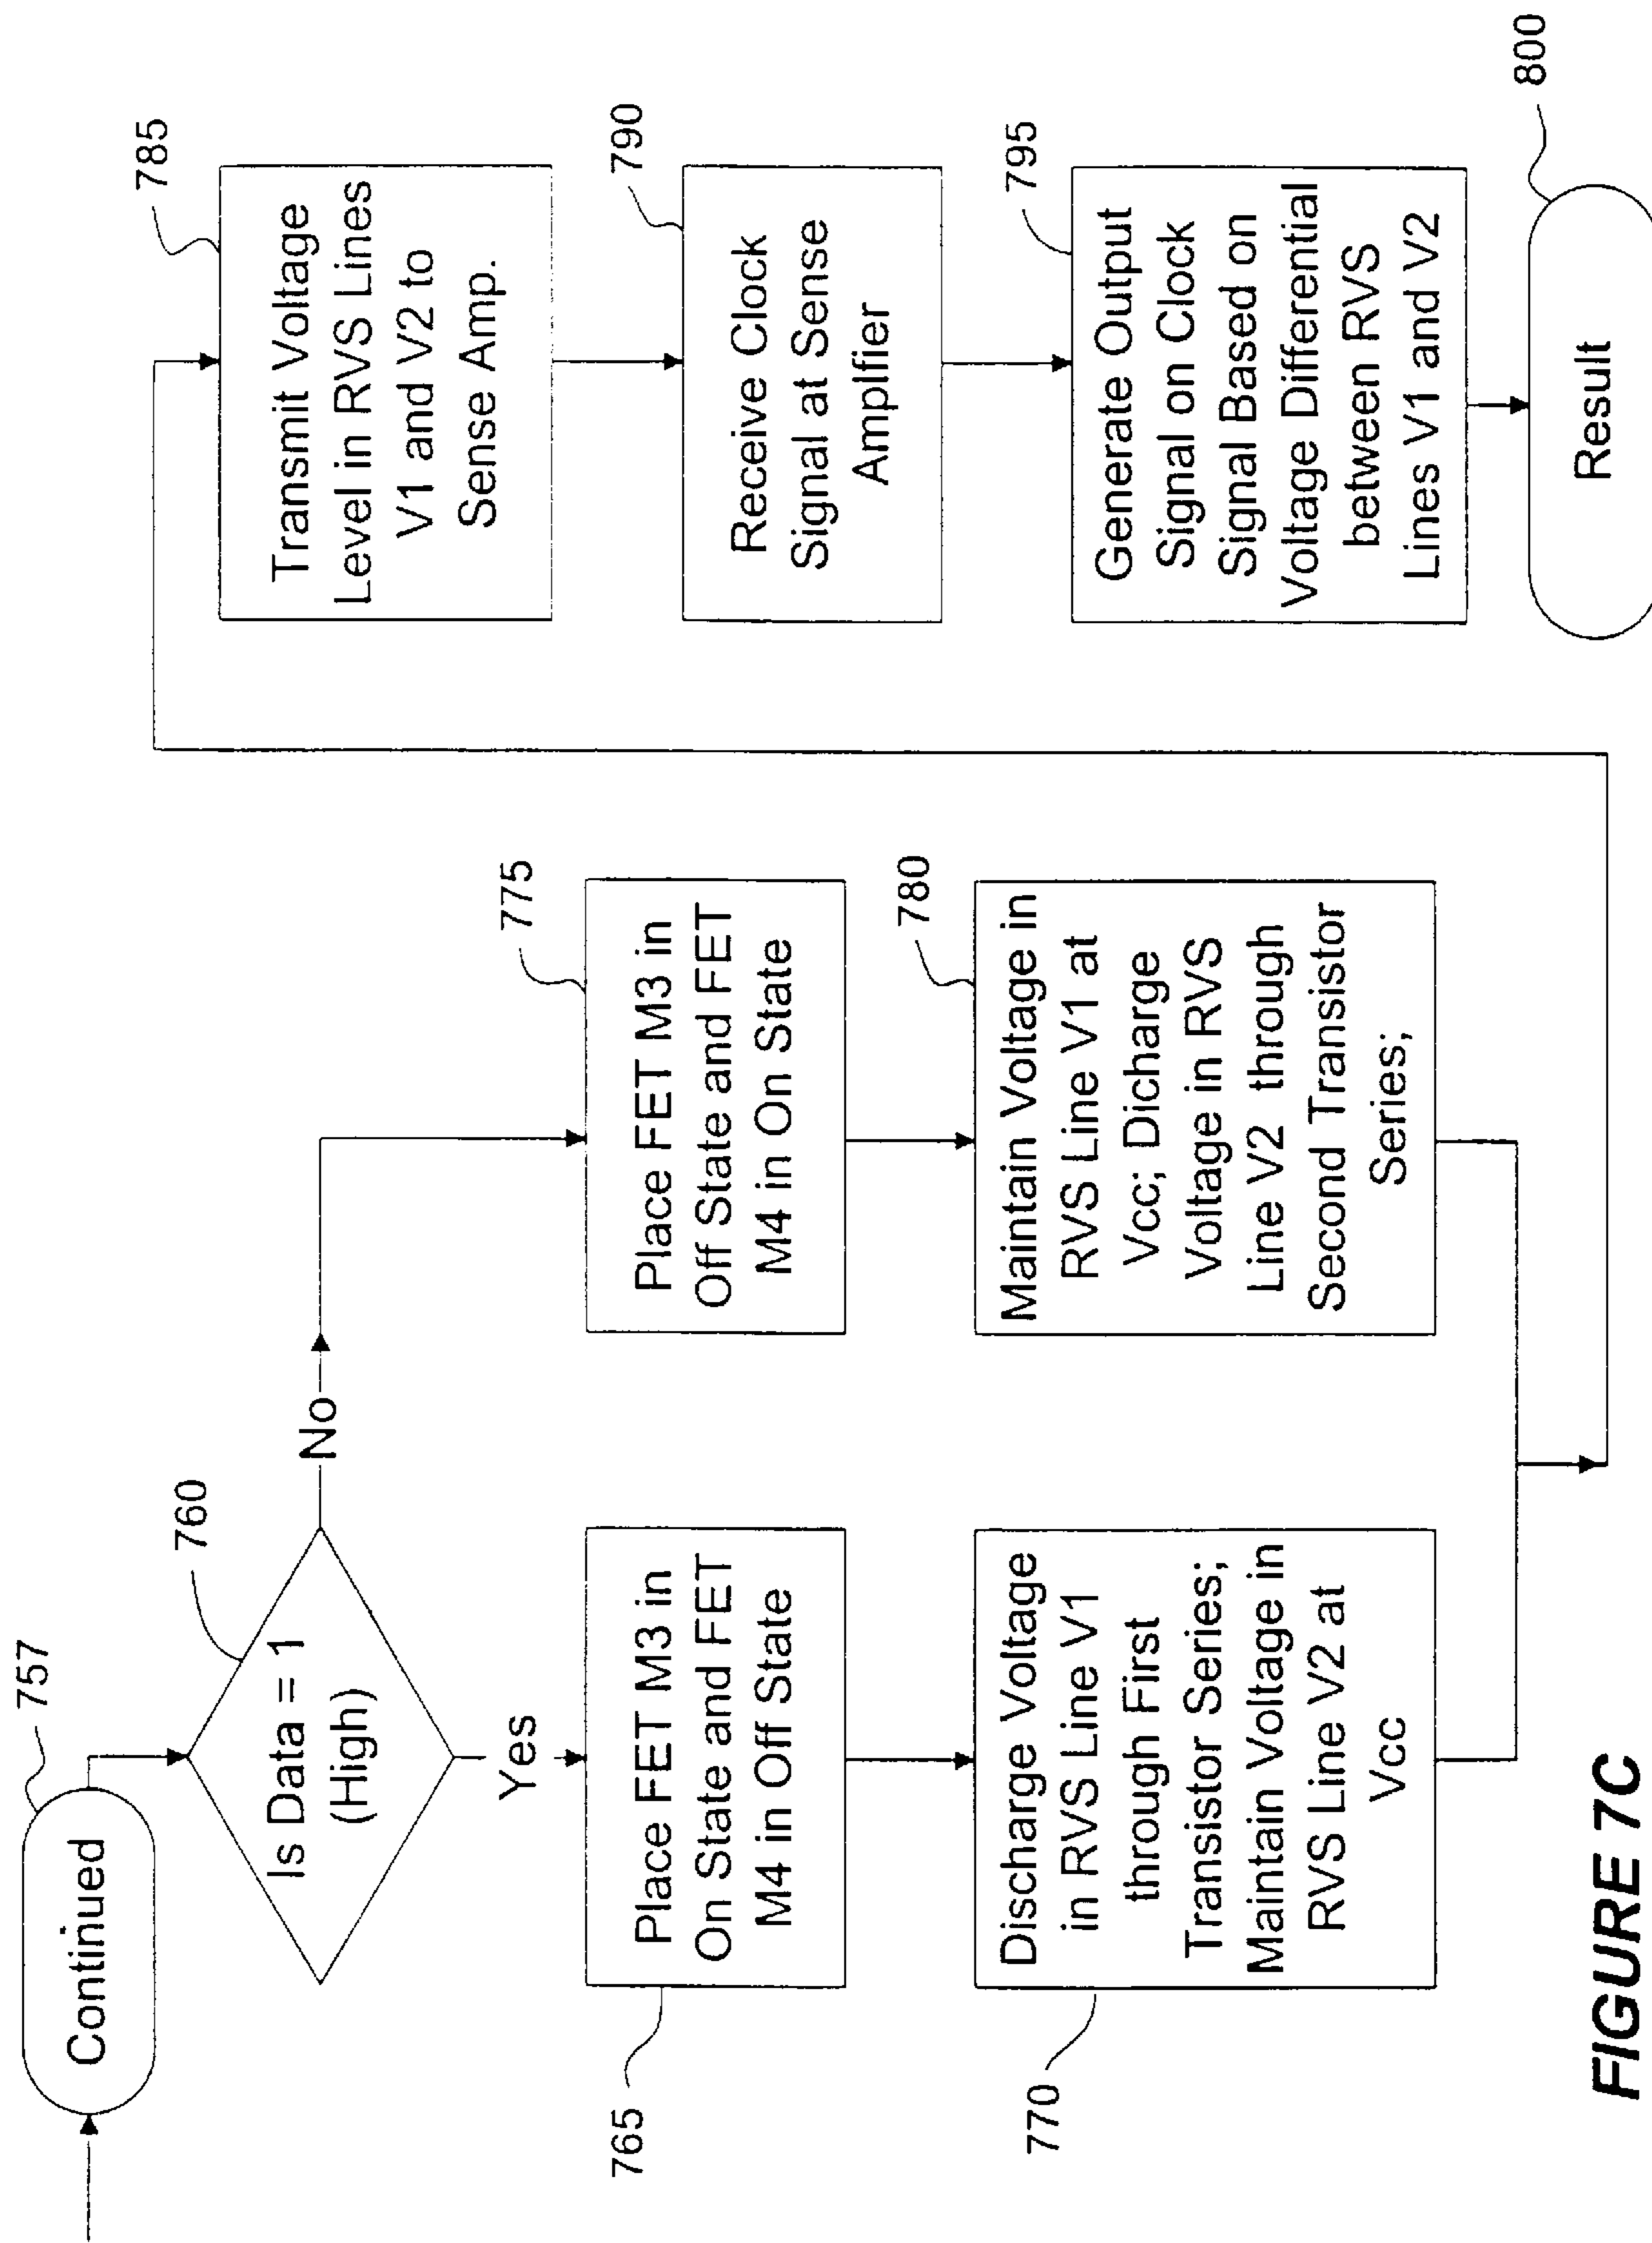 757
Continued
760
Is Data = 1
(High)
No
Yes
765
Place FET M3 in
On State and FET
M4 in Off State
775
Place FET M3 in
Off State and FET
M4 in On State
770
Discharge Voltage
in RVS Line V1
through First
Transistor Series;
Maintain Voltage in
RVS Line V2 at
Vcc
780
Maintain Voltage in
RVS Line V1 at
Vcc; Dicharge
Voltage in RVS
Line V2 through
Second Transistor
Series;
785
Transmit Voltage
Level in RVS Lines
V1 and V2 to
Sense Amp.
790
Receive Clock
Signal at Sense
Amplfier
795
Generate Output
Signal on Clock
Signal Based on
Voltage Differential
between RVS
Lines V1 and V2
800
Result
FIGURE 7C